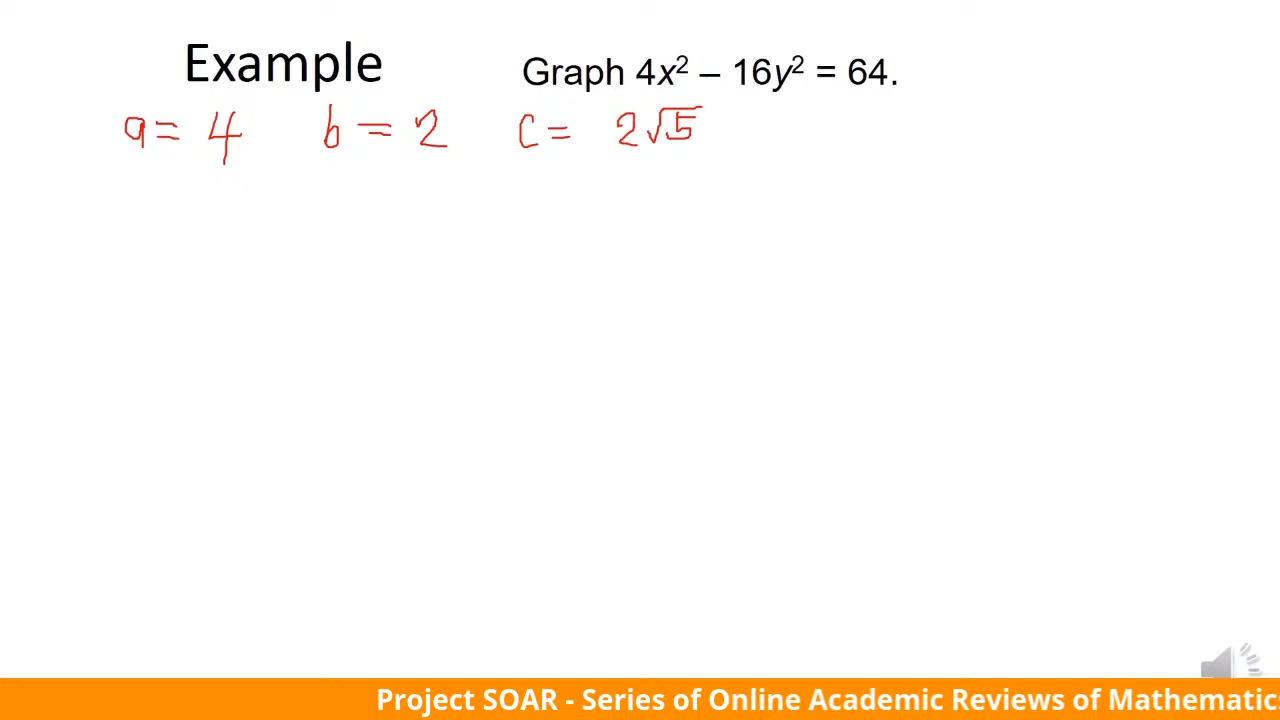 Example
Graph 4x² – 16y² = 64.
a = 4 b = 2 c = 2√5
Project SOAR - Series of Online Academic Reviews of Mathematic